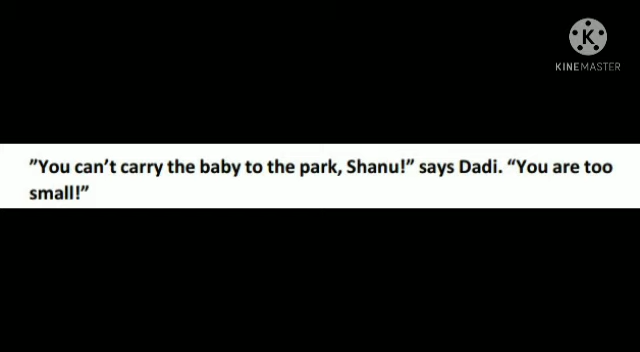 KINEMASTER
”You can’t carry the baby to the park, Shanu!” says Dadi. “You are too
small!”